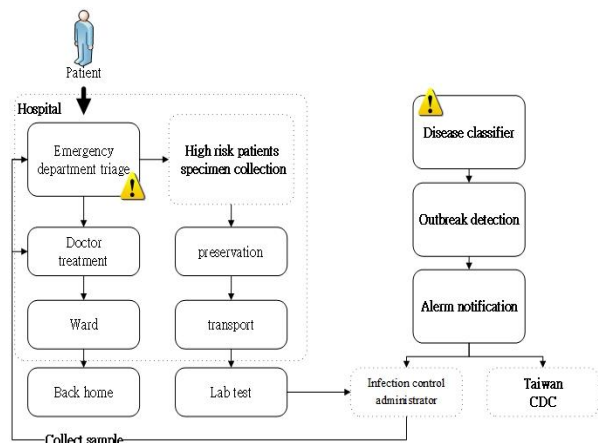 Patient
Hospital
Emergency
department triage
High risk patients
specimen collection
Disease classifier
Doctor
treatment
preservation
Outbreak detection
Ward
transport
Alerm notification
Back home
Lab test
Infection control
administrator
Taiwan
CDC
Collect sample